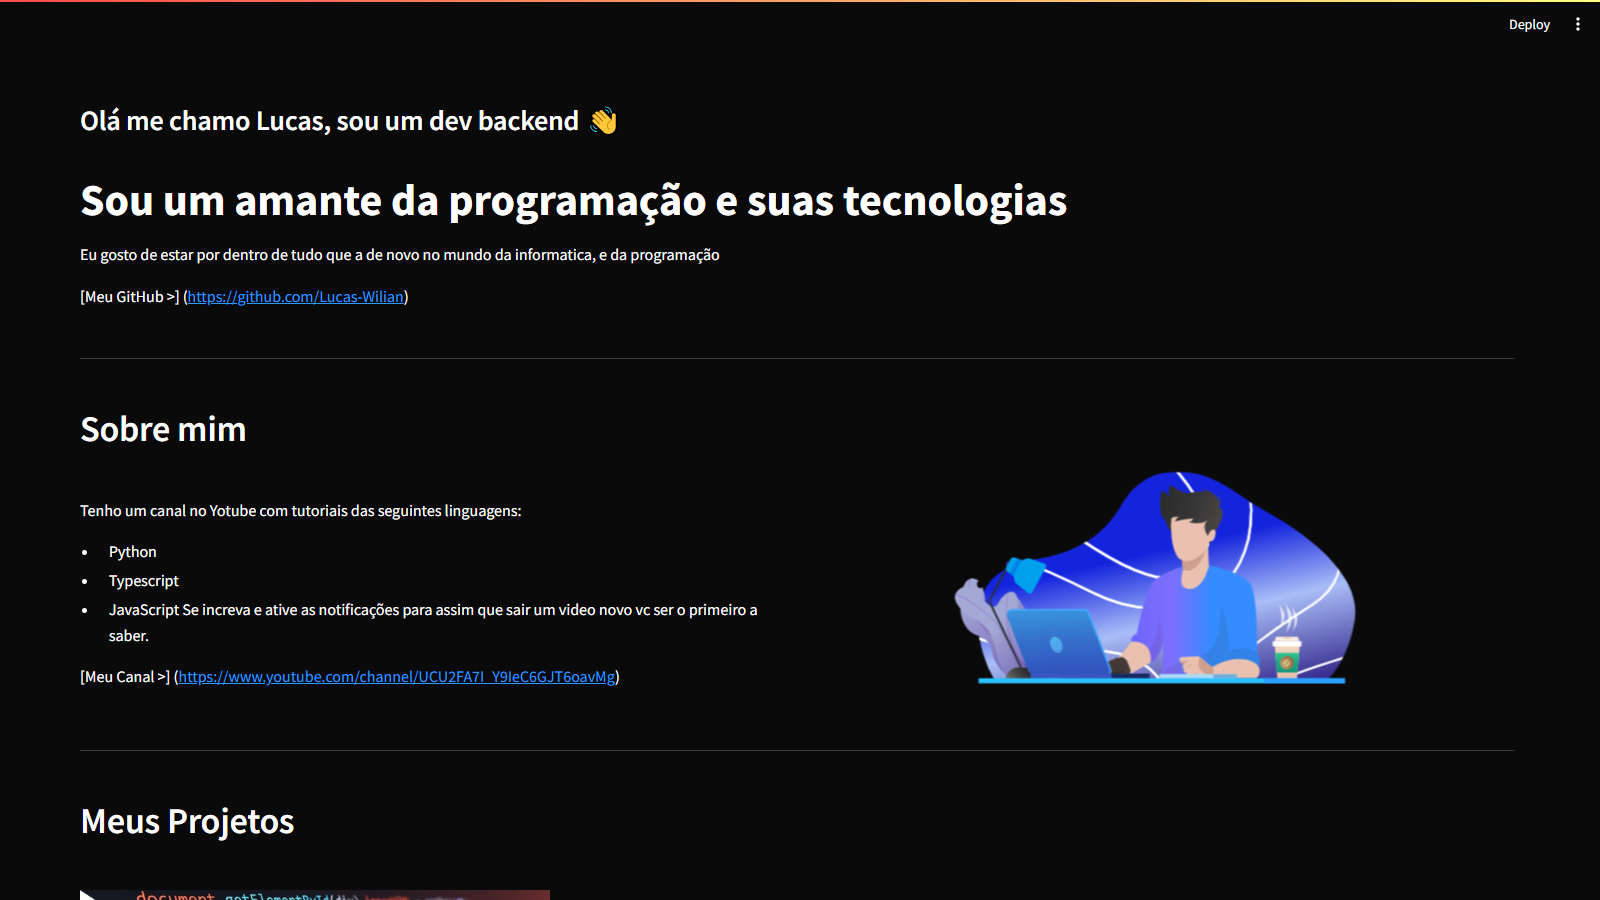 Deploy
Olá me chamo Lucas, sou um dev backend 👋
Sou um amante da programação e suas tecnologias
Eu gosto de estar por dentro de tudo que a de novo no mundo da informatica, e da programação
[Meu GitHub >] (https://github.com/Lucas-Wilian)
Sobre mim
Tenho um canal no Yotube com tutoriais das seguintes linguagens:
• Python
• Typescript
• JavaScript Se increva e ative as notificações para assim que sair um video novo vc ser o primeiro a
saber.
[Meu Canal >] (https://www.youtube.com/channel/UCU2FA7I_Y9leC6GJT6oavMg)
Meus Projetos
document